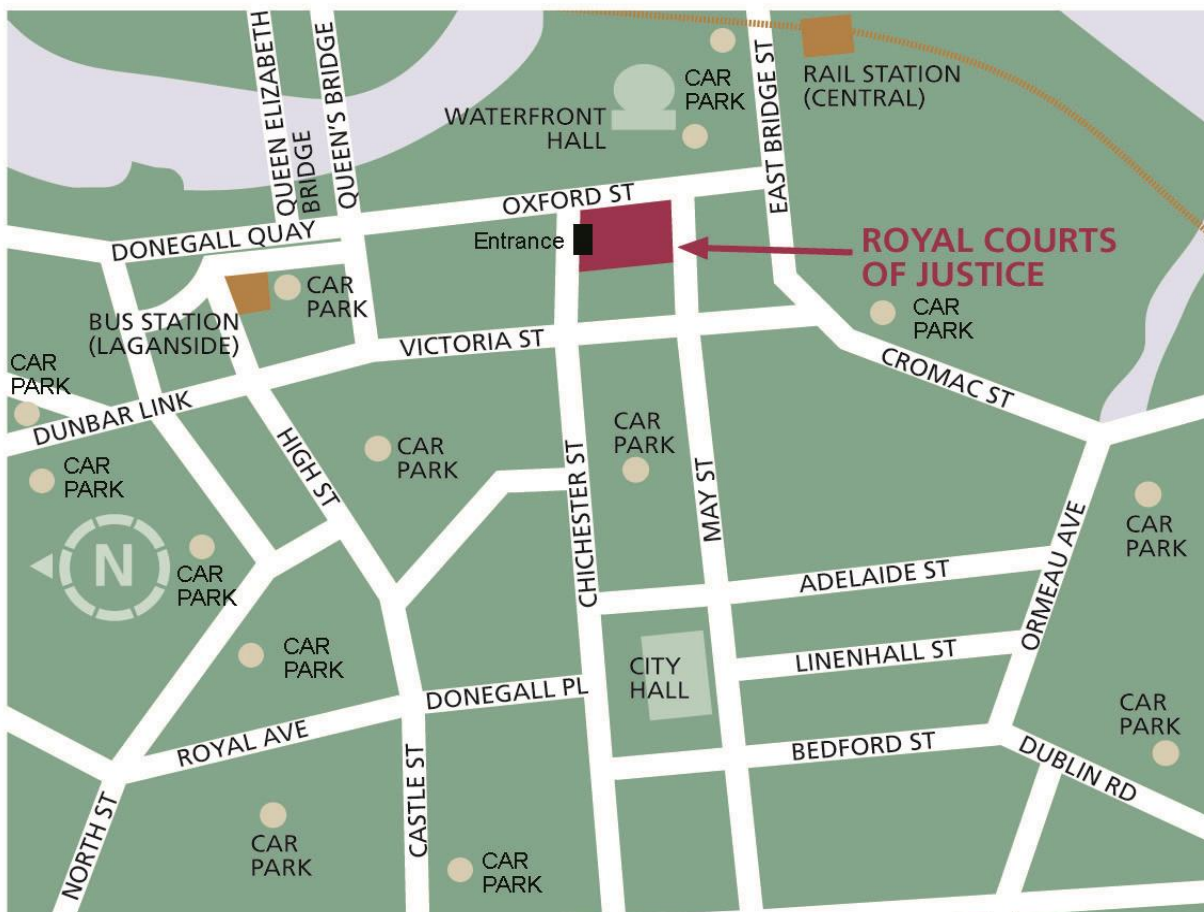 QUEEN ELIZABETH
BRIDGE
QUEEN'S BRIDGE
EAST BRIDGE ST
RAIL STATION
(CENTRAL)
CAR
PARK
WATERFRONT
HALL
OXFORD ST
DONEGALL QUAY
Entrance
ROYAL COURTS
OF JUSTICE
CAR
PARK
BUS STATION
(LAGANSIDE)
CAR
PARK
VICTORIA ST
CAR
PARK
CROMAC ST
DUNBAR LINK
CAR
PARK
HIGH ST
CAR
PARK
CAR
PARK
CHICHESTER ST
MAY ST
CAR
PARK
N
CAR
PARK
ADELAIDE ST
ORMEAU AVE
CAR
PARK
CITY
HALL
LINENHALL ST
DONEGALL PL
ROYAL AVE
CAR
PARK
BEDFORD ST
DUBLIN RD
CASTLE ST
NORTH ST
CAR
PARK
CAR
PARK